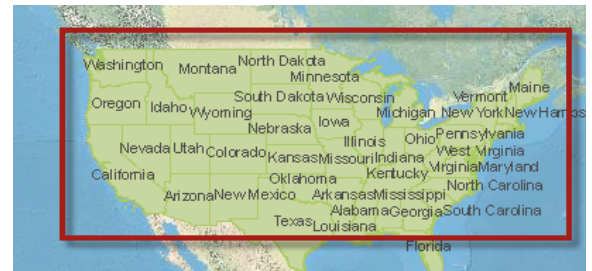 Washington Montana North Dakota
Minnesota
Oregon Idaho Wyoming South Dakota Wisconsin Vermont Maine
Michigan New York New Hamps
Nebraska Iowa
Nevada Utah Colorado Kansas Missouri Illinois Indiana Ohio Pennsylvania
West Virginia
California Oklahoma Kentucky Virginia Maryland
Arizona New Mexico Arkansas Mississippi North Carolina
Texas Louisiana Alabama Georgia South Carolina
Florida